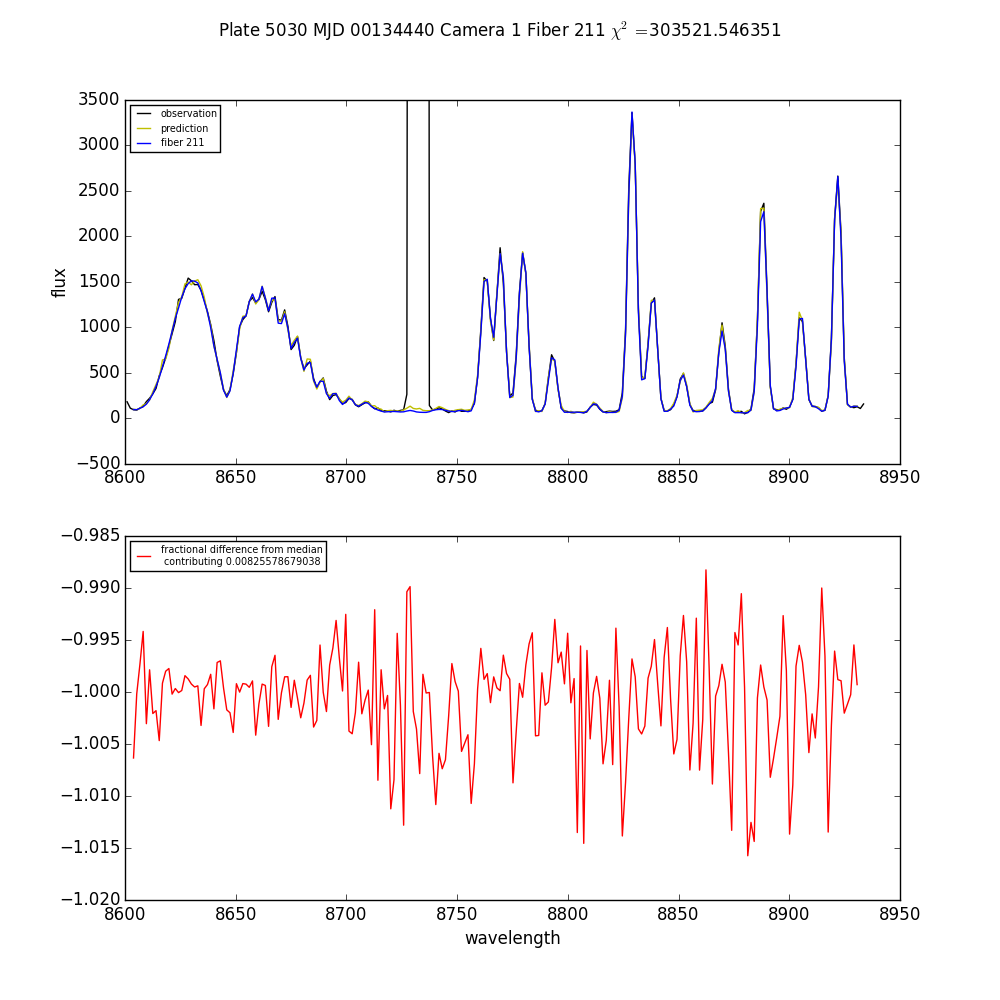 Plate 5030 MJD 00134440 Camera 1 Fiber 211 χ² =303521.546351
3500
3000
2500
2000
1500
1000
500
0
−500
flux
observation
prediction
fiber 211
8600 8650 8700 8750 8800 8850 8900 8950
−0.985
−0.990
−0.995
−1.000
−1.005
−1.010
−1.015
−1.020
fractional difference from median
contributing 0.00825578679038
8600 8650 8700 8750 8800 8850 8900 8950
wavelength